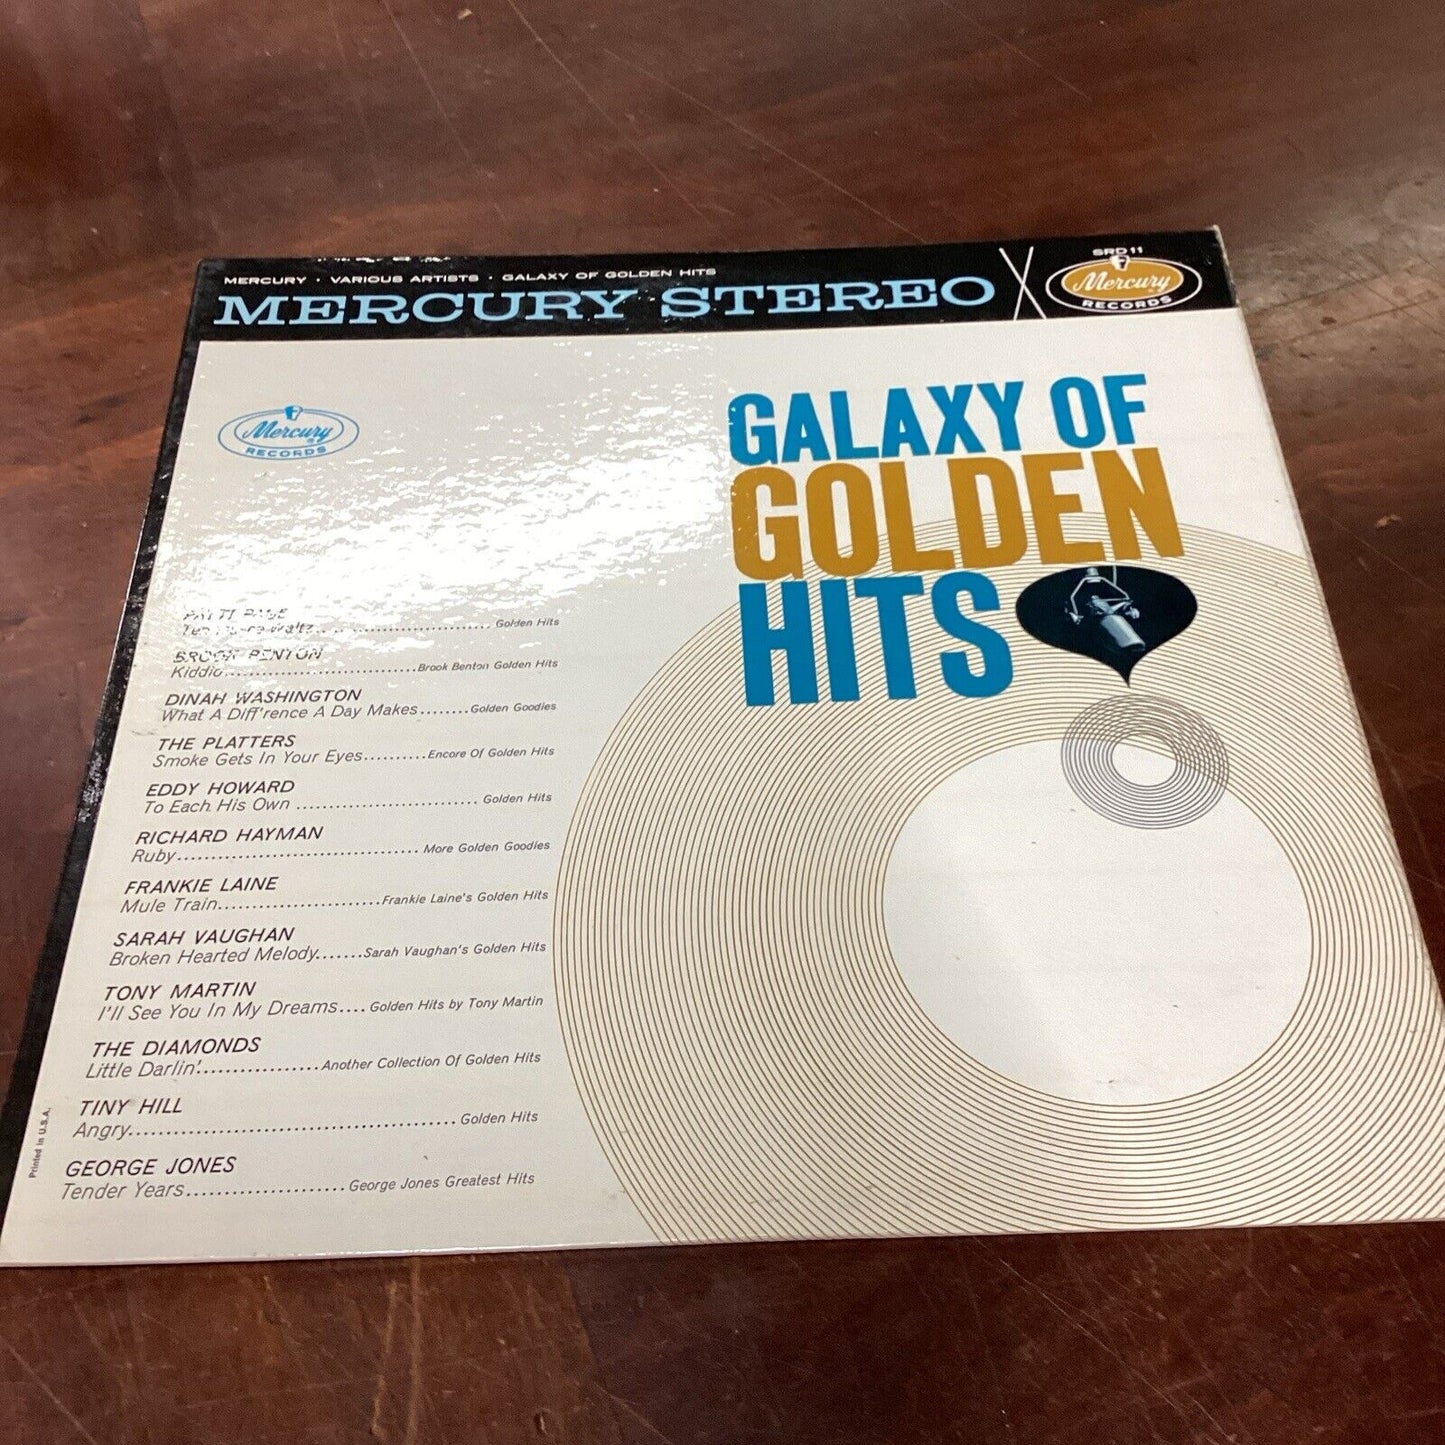 SRD 11
MERCURY • VARIOUS ARTISTS • GALAXY OF GOLDEN HITS
MERCURY STEREO
Mercury
RECORDS
Mercury
RECORDS
GALAXY OF
GOLDEN
HITS
PATTI PAGE
Waltz Golden Hits
BROOK BENTON
Kiddio Brook Benton Golden Hits
DINAH WASHINGTON
What A Diff'rence A Day Makes........Golden Goodies
THE PLATTERS
Smoke Gets In Your Eyes..........Encore Of Golden Hits
EDDY HOWARD
To Each His Own ........................... Golden Hits
RICHARD HAYMAN
Ruby................................... More Golden Goodies
FRANKIE LAINE
Mule Train........................Frankie Laine's Golden Hits
SARAH VAUGHAN
Broken Hearted Melody.......Sarah Vaughan's Golden Hits
TONY MARTIN
I'll See You In My Dreams.... Golden Hits by Tony Martin
THE DIAMONDS
Little Darlin'.................Another Collection Of Golden Hits
TINY HILL
Angry............................................... Golden Hits
GEORGE JONES
Tender Years...................... George Jones Greatest Hits
Printed in U.S.A.